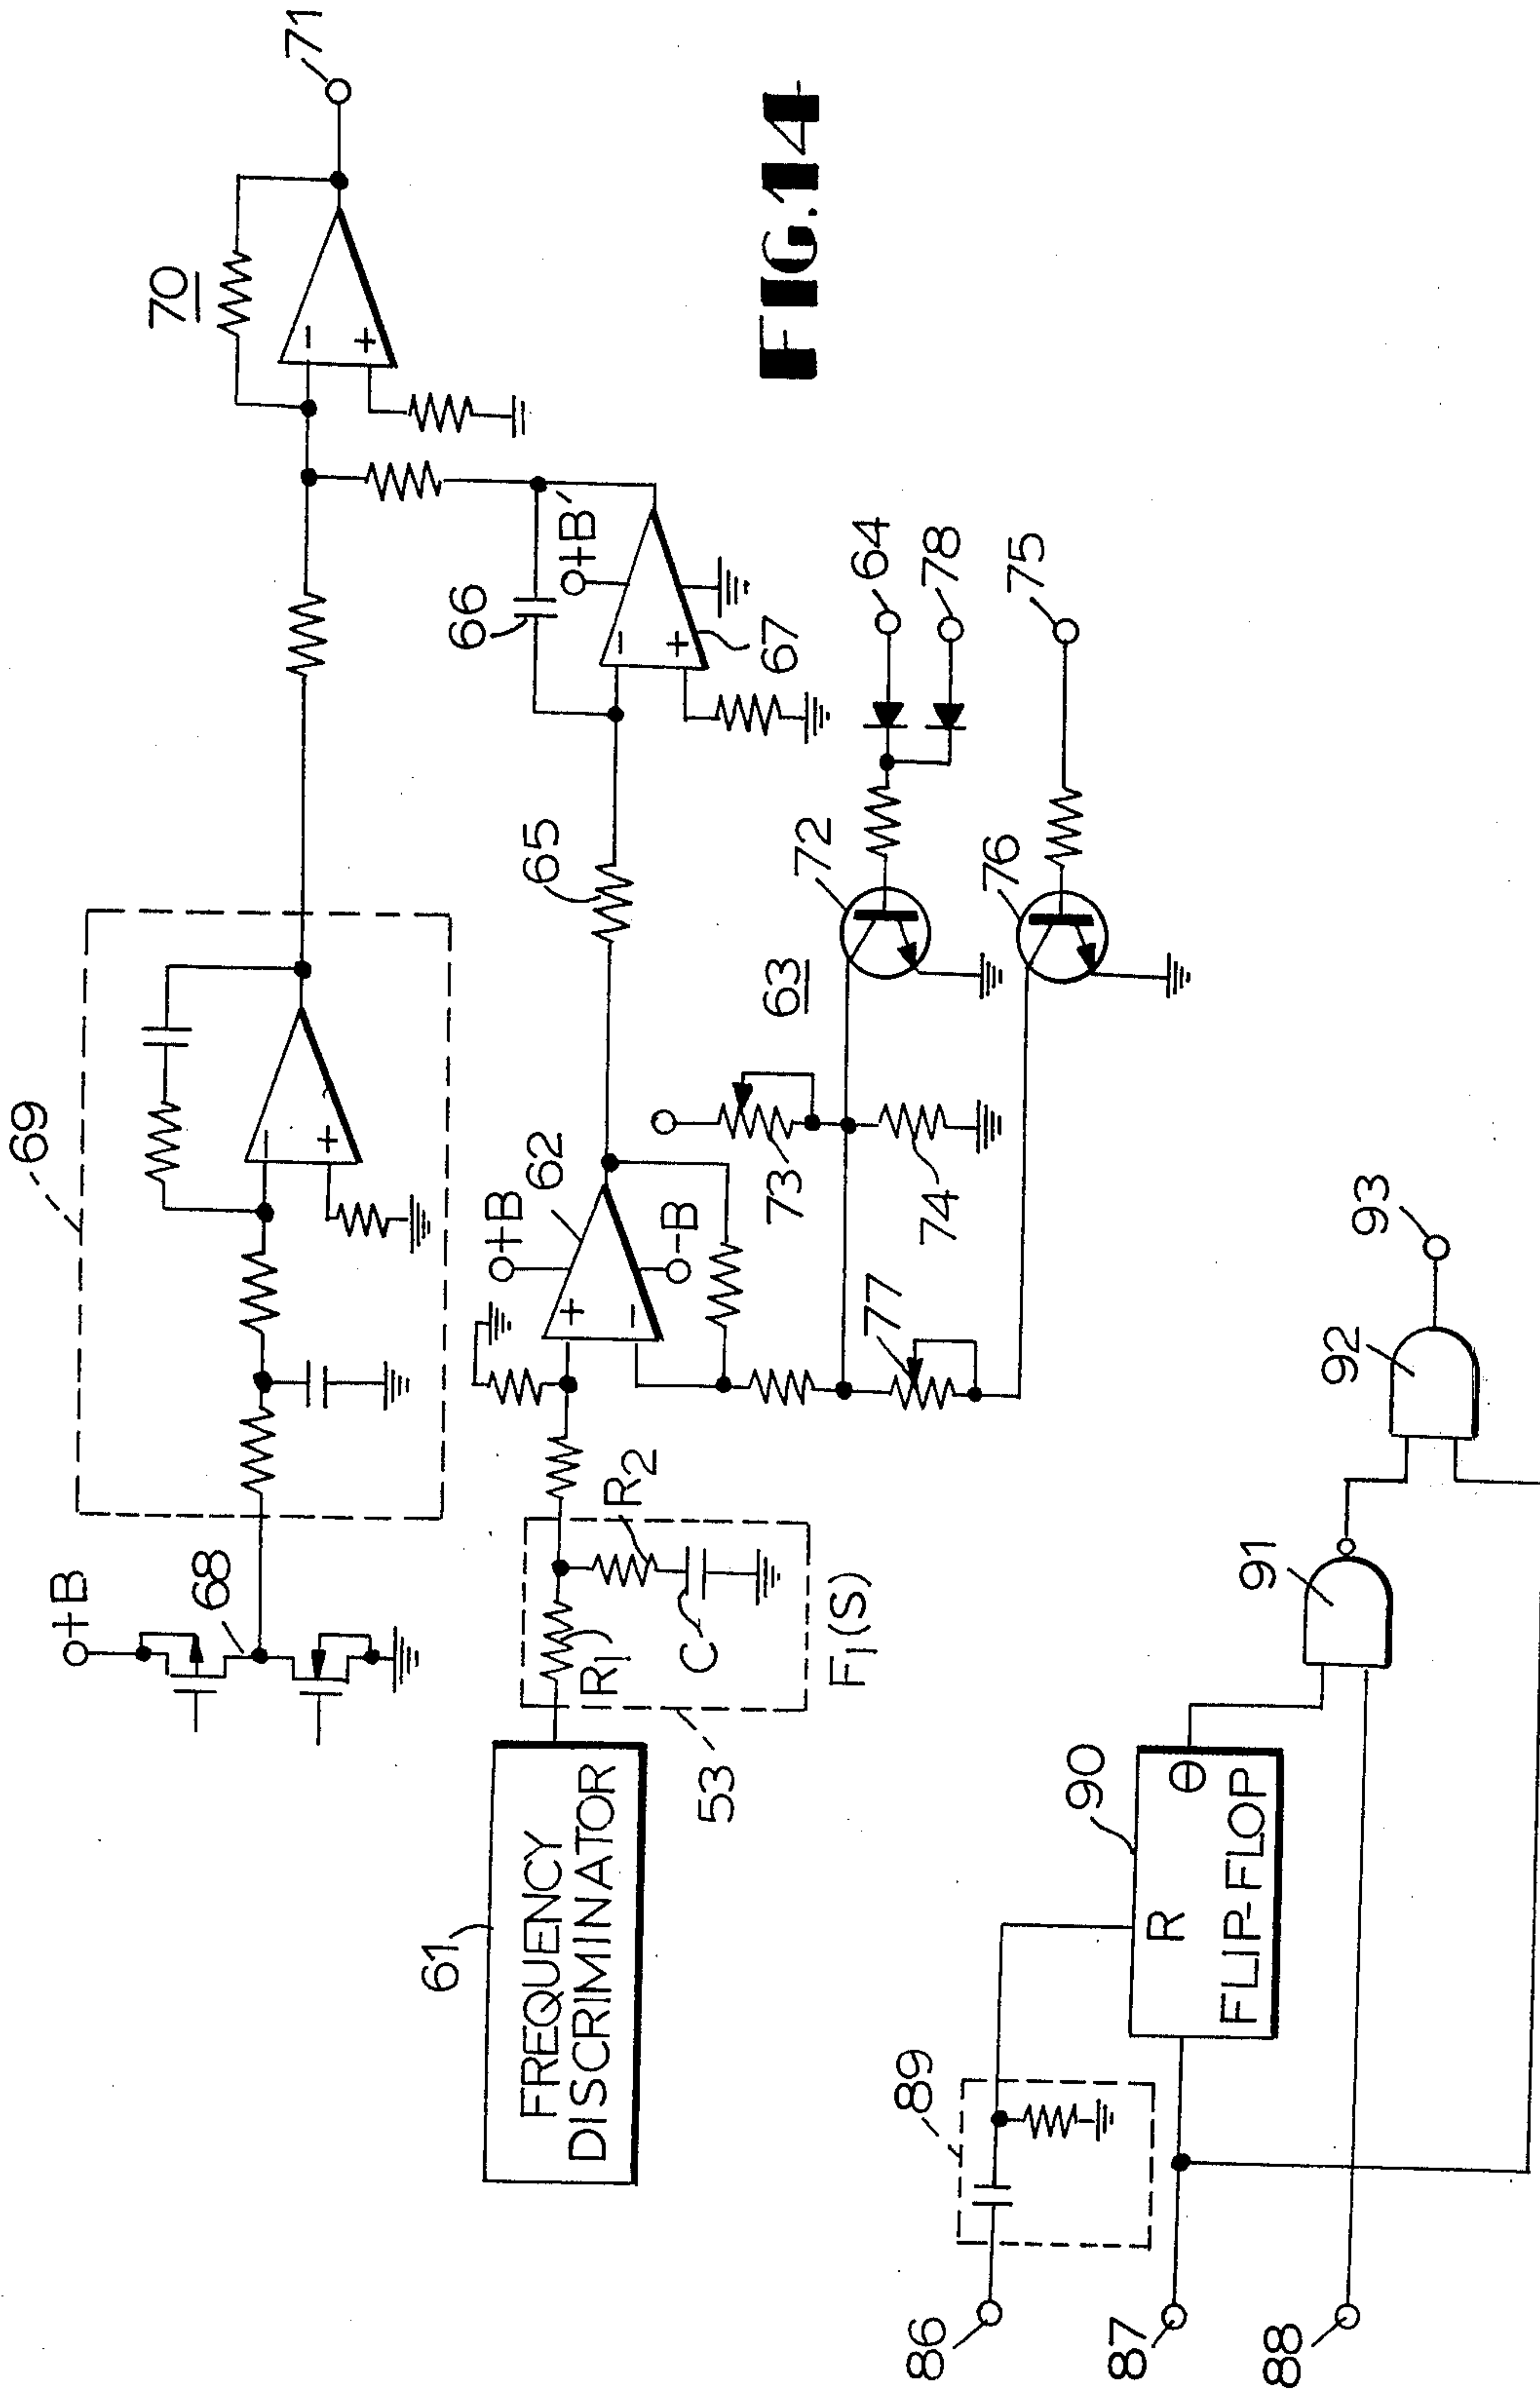 71
70
69
+B
68
66
+B′
67
65
+B
62
-B
R2
R1
C
F1(S)
53
61
FREQUENCY
DISCRIMINATOR
64
78
75
72
76
63
73
74
77
FIG.14
93
92
91
90
R
Θ
FLIP-FLOP
89
86
87
88